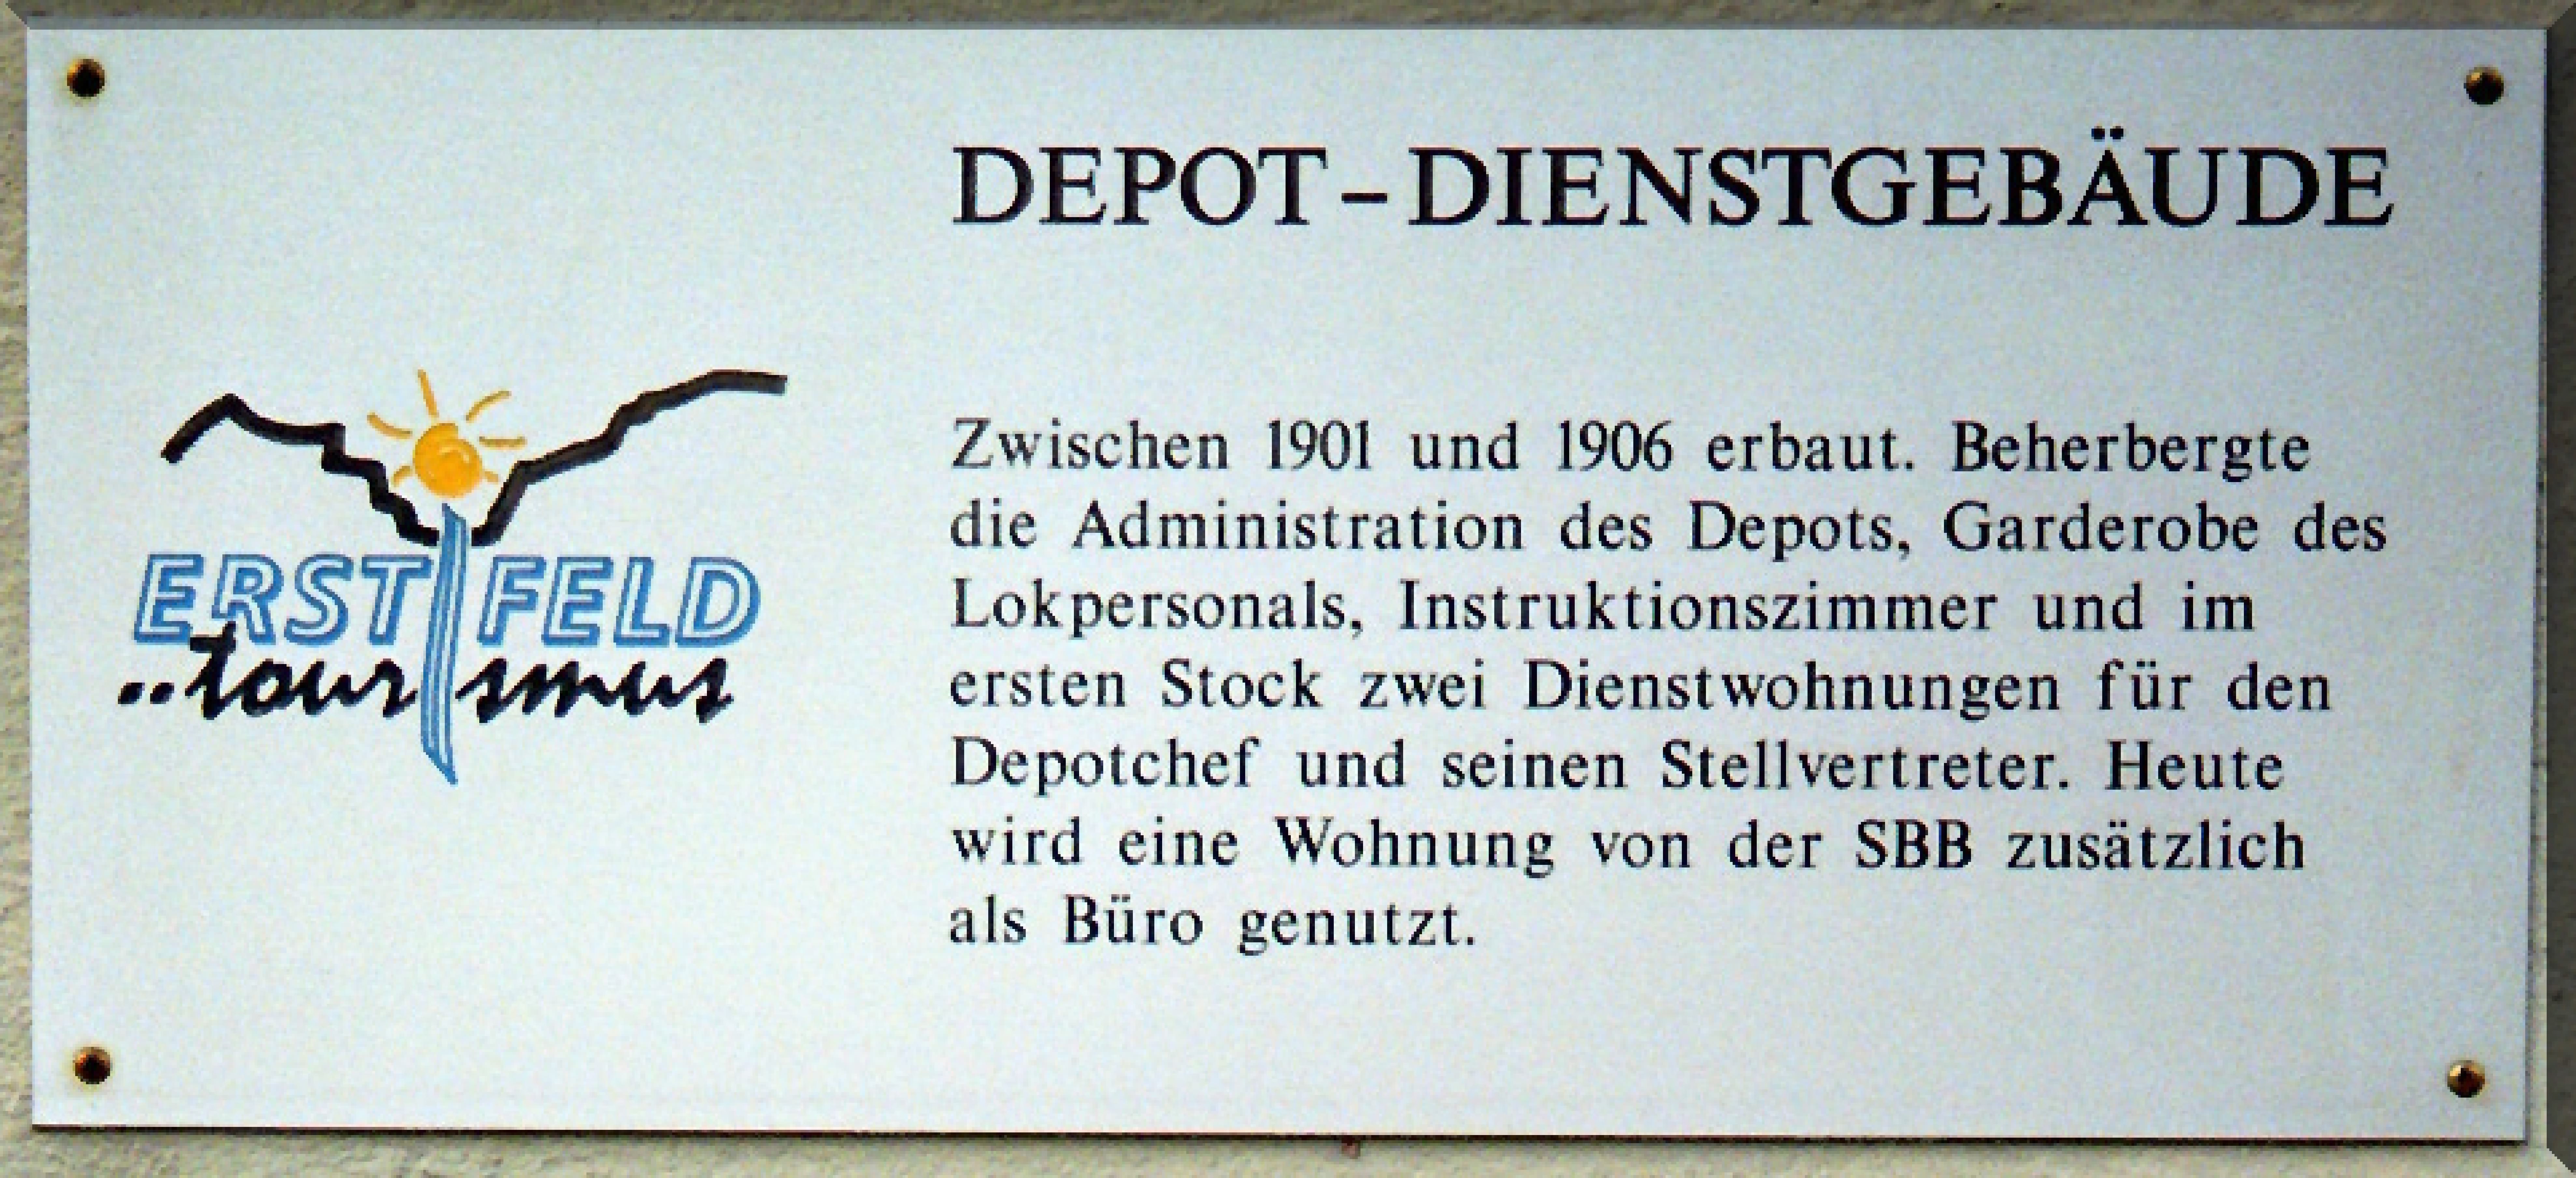 DEPOT-DIENSTGEBÄUDE
ERSTFELD
..tourismus
Zwischen 1901 und 1906 erbaut. Beherbergte
die Administration des Depots, Garderobe des
Lokpersonals, Instruktionszimmer und im
ersten Stock zwei Dienstwohnungen für den
Depotchef und seinen Stellvertreter. Heute
wird eine Wohnung von der SBB zusätzlich
als Büro genutzt.